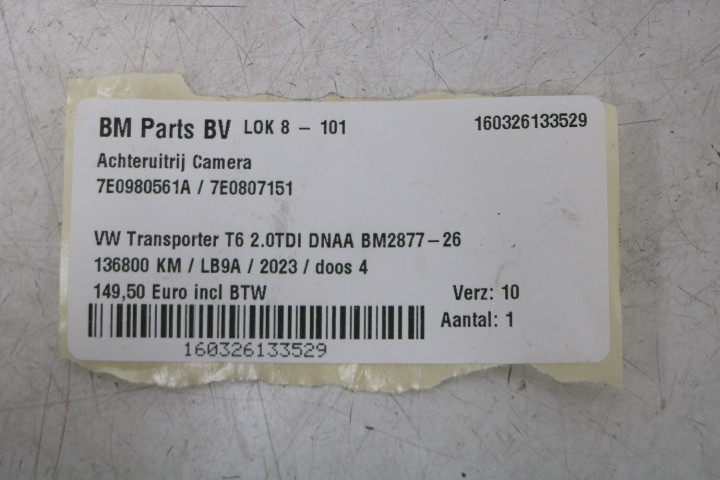 BM Parts BV LOK 8 - 101 160326133529
Achteruitrij Camera
7E0980561A / 7E0807151
VW Transporter T6 2.0TDI DNAA BM2877-26
136800 KM / LB9A / 2023 / doos 4
149,50 Euro incl BTW Verz: 10
Aantal: 1
160326133529